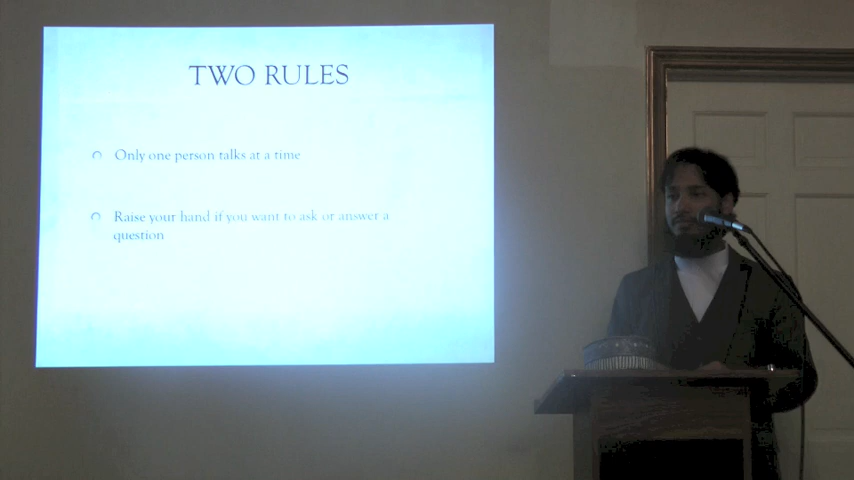 TWO RULES
Only one person talks at a time
Raise your hand if you want to ask or answer a
question